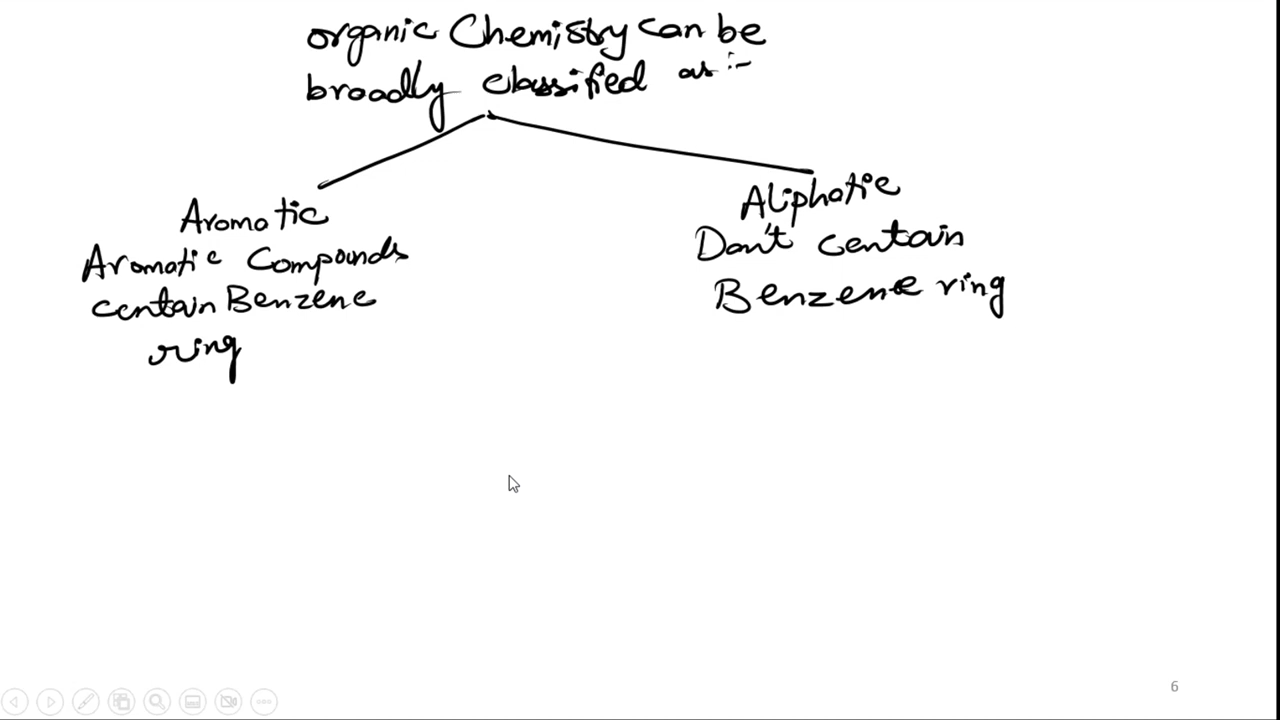 organic Chemistry can be
broadly classified as :-
Aromatic
Aromatic Compounds
contain Benzene
ring
Aliphatic
Don't contain
Benzene ring
6